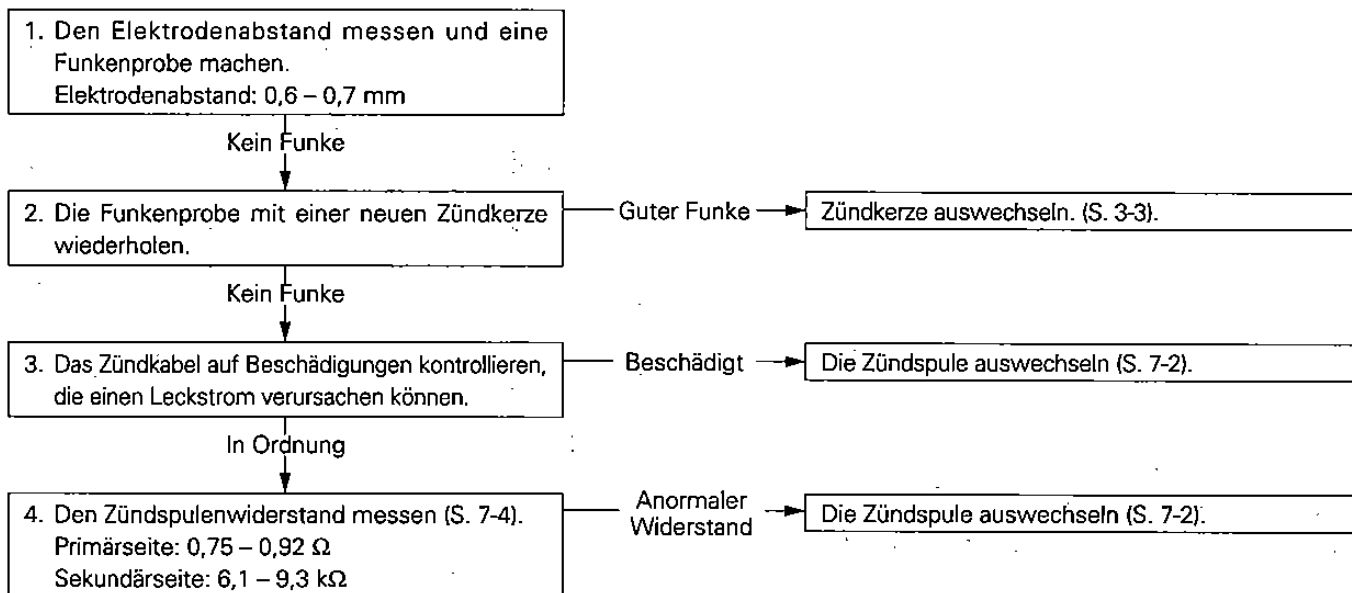 1. Den Elektrodenabstand messen und eine
Funkenprobe machen.
Elektrodenabstand: 0,6 – 0,7 mm
Kein Funke
2. Die Funkenprobe mit einer neuen Zündkerze
wiederholen.
Guter Funke
Zündkerze auswechseln. (S. 3-3).
Kein Funke
3. Das Zündkabel auf Beschädigungen kontrollieren,
die einen Leckstrom verursachen können.
Beschädigt
Die Zündspule auswechseln (S. 7-2).
In Ordnung
4. Den Zündspulenwiderstand messen (S. 7-4).
Primärseite: 0,75 – 0,92 Ω
Sekundärseite: 6,1 – 9,3 kΩ
Anormaler
Widerstand
Die Zündspule auswechseln (S. 7-2).